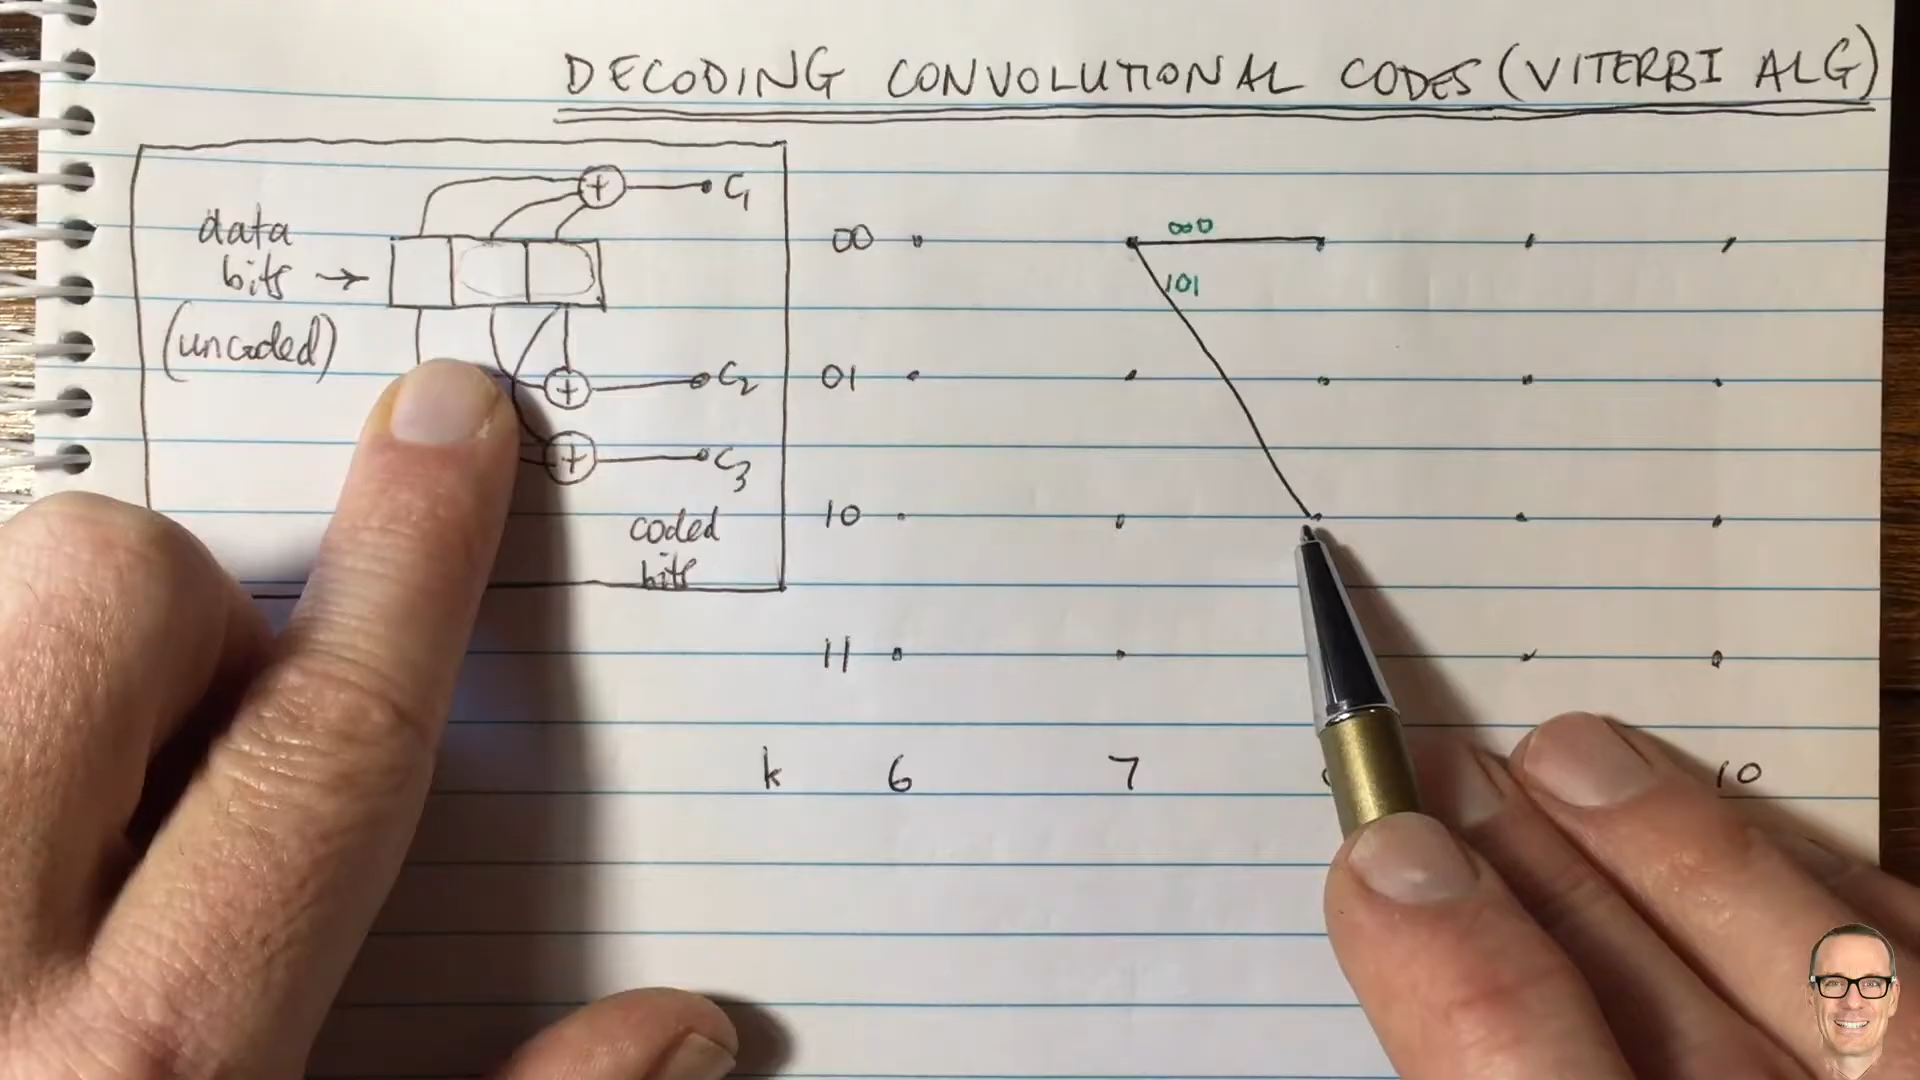 DECODING CONVOLUTIONAL CODES (VITERBI ALG)
data
bits →
(uncoded)
+
C1
+
C2
+
C3
coded
bits
00
000
101
01
10
11
k 6 7 10